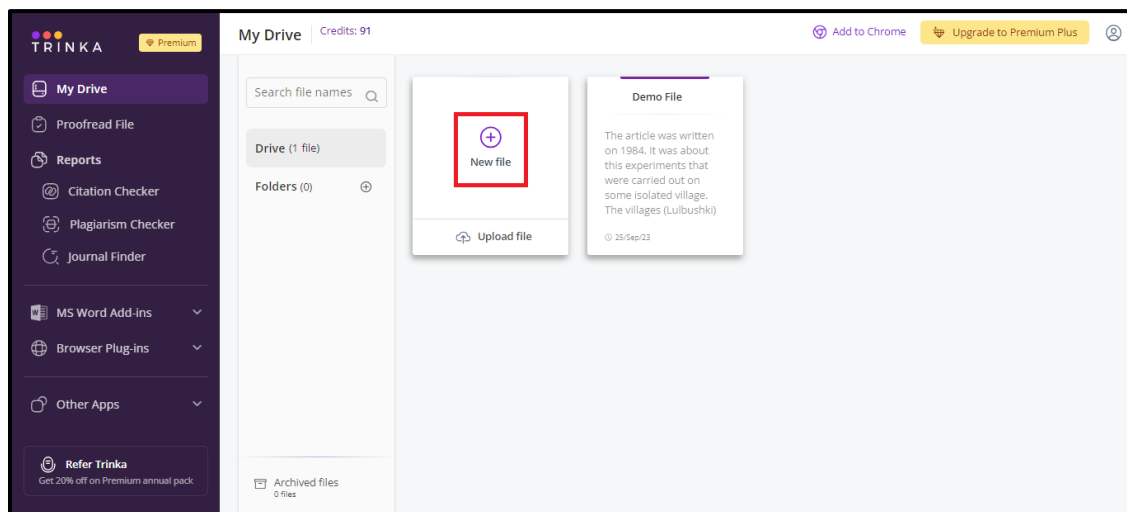 TRINKA
Premium
My Drive
Proofread File
Reports
Citation Checker
Plagiarism Checker
Journal Finder
MS Word Add-ins
Browser Plug-ins
Other Apps
Refer Trinka
Get 20% off on Premium annual pack
My Drive
Credits: 91
Add to Chrome
Upgrade to Premium Plus
Search file names
Drive (1 file)
Folders (0)
Archived files
0 files
New file
Upload file
Demo File
The article was written
on 1984. It was about
this experiments that
were carried out on
some isolated village.
The villages (Lulbushki)
25/Sep/23